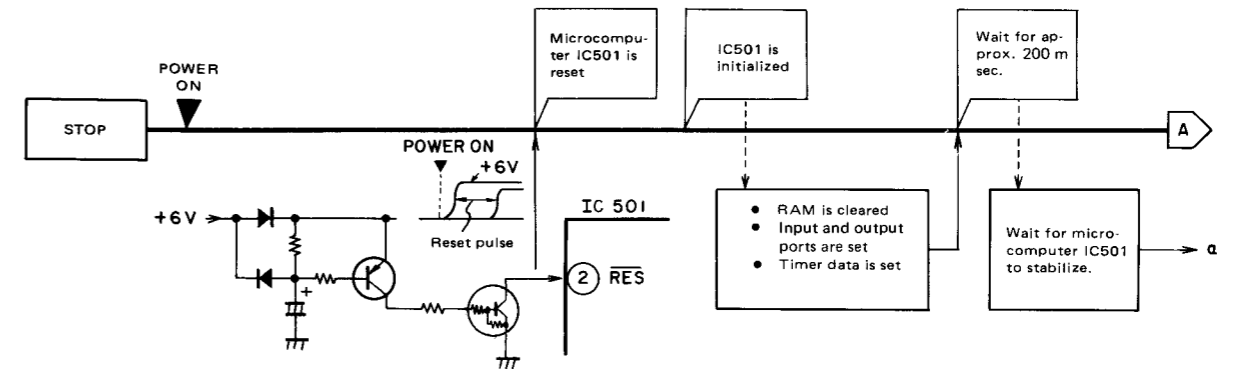 POWER
ON
STOP
Microcompu-
ter IC501 is
reset
IC501 is
initialized
Wait for ap-
prox. 200 m
sec.
A
POWER ON
+6V
Reset pulse
+6V
+
IC 501
2 RES
• RAM is cleared
• Input and output
ports are set
• Timer data is set
Wait for micro-
computer IC501
to stabilize.
a